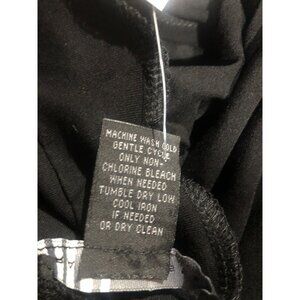 MACHINE WASH COLD
GENTLE CYCLE
ONLY NON-
CHLORINE BLEACH
WHEN NEEDED
TUMBLE DRY LOW
COOL IRON
IF NEEDED
OR DRY CLEAN